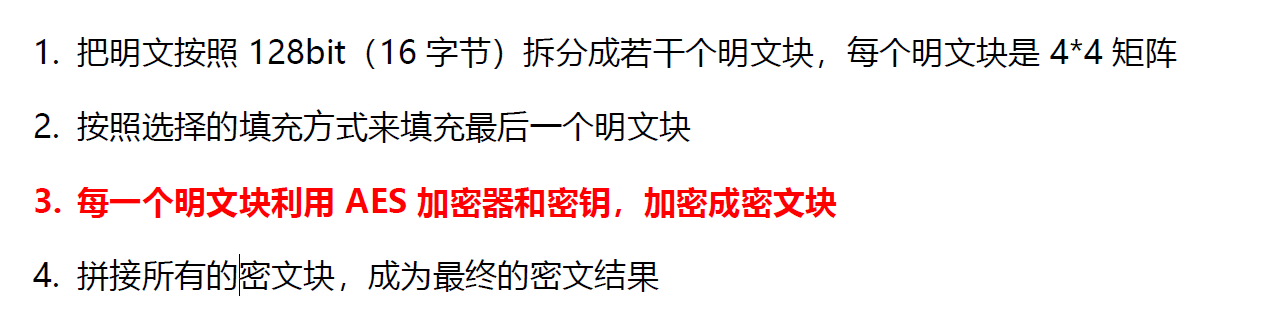 1. 把明文按照 128bit（16 字节）拆分成若干个明文块，每个明文块是 4*4 矩阵
2. 按照选择的填充方式来填充最后一个明文块
3. 每一个明文块利用 AES 加密器和密钥，加密成密文块
4. 拼接所有的密文块，成为最终的密文结果